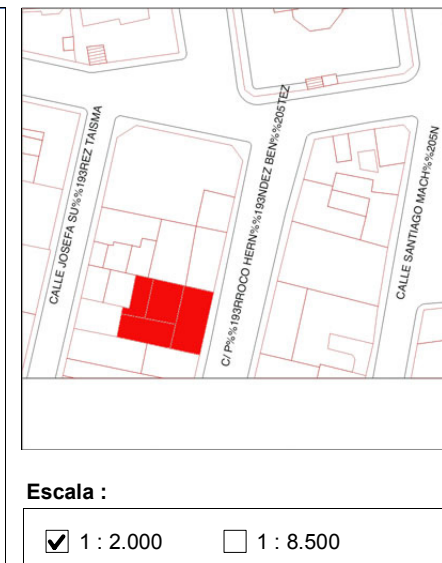 CALLE JOSEFA SU%%193REZ TAISMA
C/ P%%193RROCO HERN%%193NDEZ BEN%%205TEZ
CALLE SANTIAGO MACH%%205N
Escala :
1 : 2.000
1 : 8.500